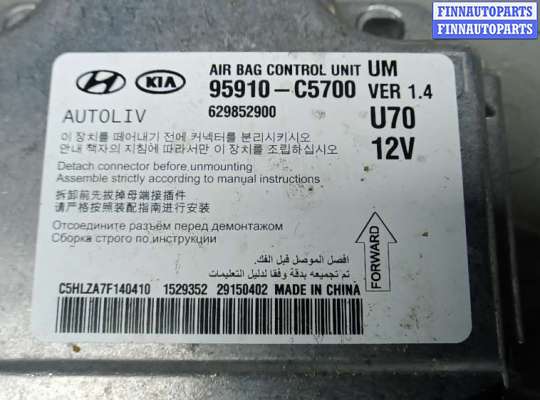 FINNAUTOPARTS
FINNAUTOPARTS
HYUNDAI KIA
AIR BAG CONTROL UNIT UM
95910-C5700 VER 1.4
AUTOLIV 629852900 U70
12V
이 장치를 떼어내기 전에 커넥터를 분리시키시오
안내 책자의 지침에 따라서만 이 장치를 조립하십시오
Detach connector before unmounting
Assemble strictly according to manual instructions
拆卸前先拔掉母端接插件
请严格按照装配指南进行安装
Отсоедините разъём перед демонтажом
Сборка строго по инструкции
افصل الموصل قبل الفك.
تم تجميعه بدقة وفقا لدليل التعليمات
FORWARD
C5HLZA7F140410 1529352 29150402 MADE IN CHINA